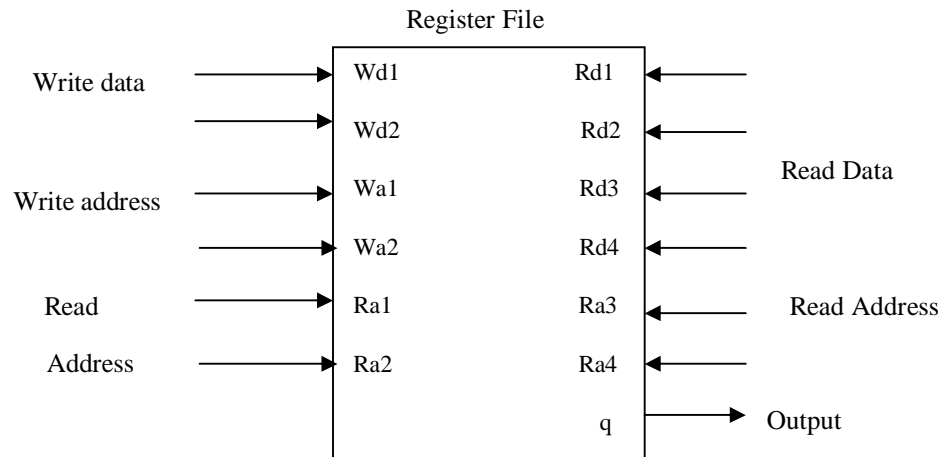 Register File
Write data
Wd1
Rd1
Wd2
Rd2
Read Data
Write address
Wa1
Rd3
Wa2
Rd4
Read
Ra1
Ra3
Read Address
Address
Ra2
Ra4
q
Output